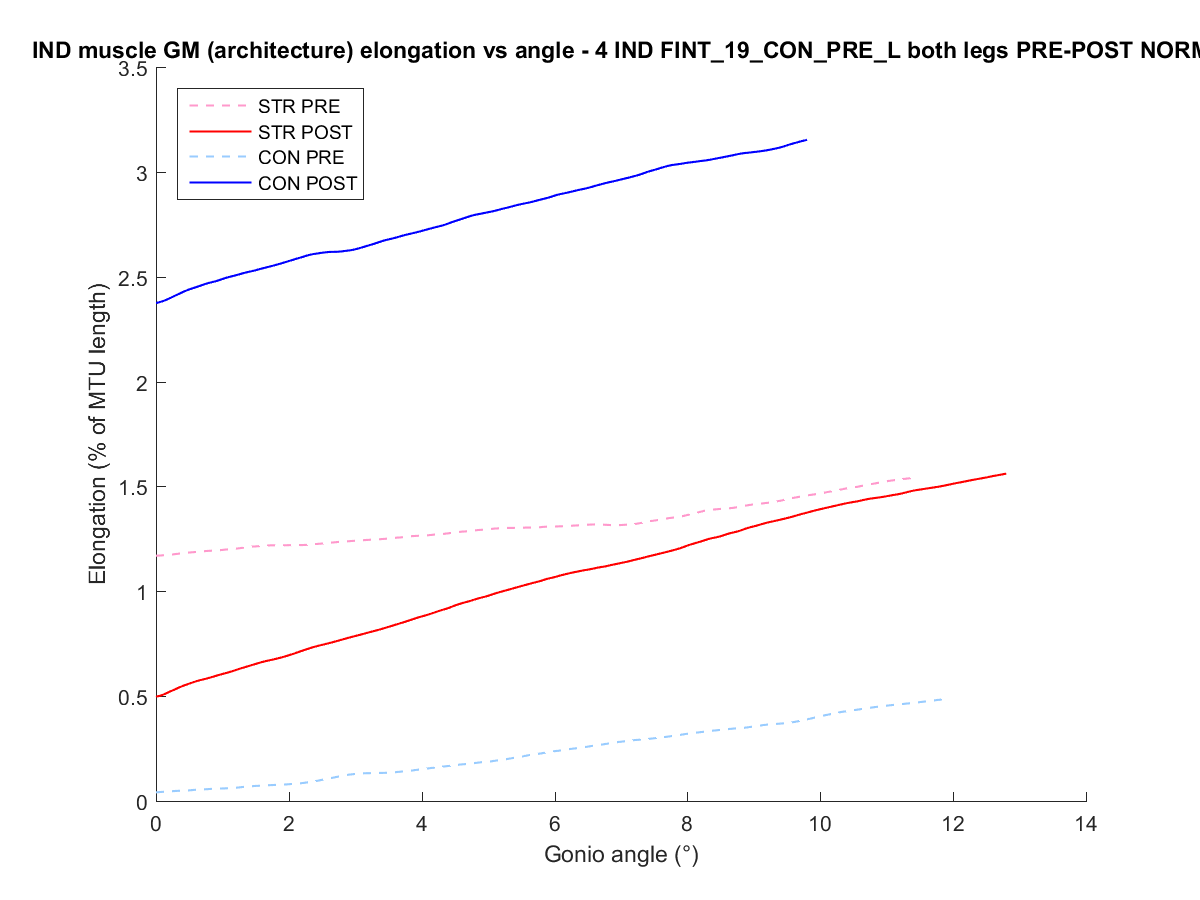 IND muscle GM (architecture) elongation vs angle - 4 IND FINT_19_CON_PRE_L both legs PRE-POST NORM
3.5
STR PRE
STR POST
CON PRE
CON POST
3
2.5
2
1.5
1
0.5
0
Elongation (% of MTU length)
0 2 4 6 8 10 12 14
Gonio angle (°)